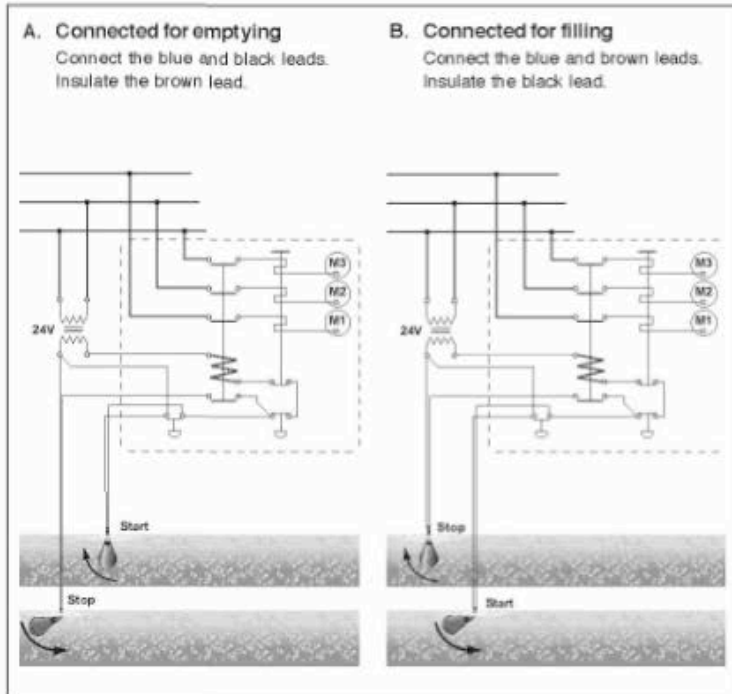 A. Connected for emptying
Connect the blue and black leads.
Insulate the brown lead.
M3
M2
M1
24V
Start
Stop
B. Connected for filling
Connect the blue and brown leads.
Insulate the black lead.
M3
M2
M1
24V
Stop
Start